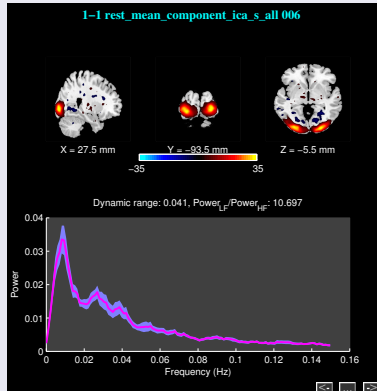 1-1 rest_mean_component_ica_s_all 006
X = 27.5 mm
Y = -93.5 mm
Z = -5.5 mm
-35
35
Dynamic range: 0.041, Power_LF/Power_HF: 10.697
0.04
0.03
0.02
0.01
0
Power
0 0.02 0.04 0.06 0.08 0.1 0.12 0.14 0.16
Frequency (Hz)
<- ... ->